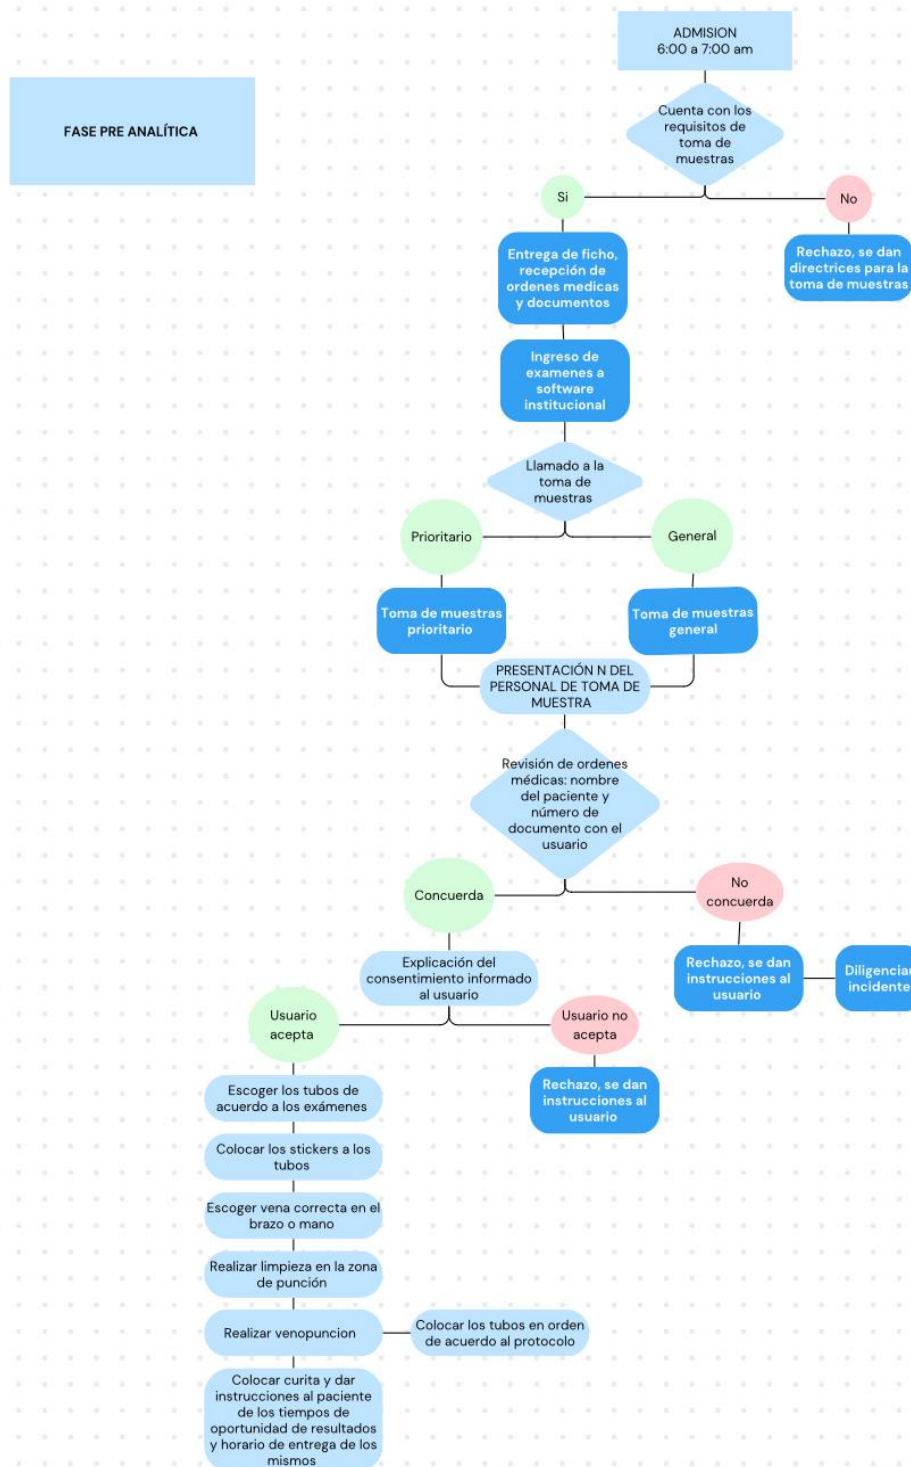 ADMISION
6:00 a 7:00 am
FASE PRE ANALÍTICA
Cuenta con los
requisitos de
toma de
muestras
Si
No
Entrega de ficho,
recepción de
ordenes medicas
y documentos
Rechazo, se dan
directrices para la
toma de muestras
Ingreso de
examenes a
software
institucional
Llamado a la
toma de
muestras
Prioritario
General
Toma de muestras
prioritario
Toma de muestras
general
PRESENTACIÓN N DEL
PERSONAL DE TOMA DE
MUESTRA
Revisión de ordenes
médicas: nombre
del paciente y
número de
documento con el
usuario
Concuerda
No
concuerda
Explicación del
consentimiento informado
al usuario
Rechazo, se dan
instrucciones al
usuario
Diligenciar
incidente
Usuario
acepta
Usuario no
acepta
Rechazo, se dan
instrucciones al
usuario
Escoger los tubos de
acuerdo a los exámenes
Colocar los stickers a los
tubos
Escoger vena correcta en el
brazo o mano
Realizar limpieza en la zona
de punción
Realizar venopuncion
Colocar los tubos en orden
de acuerdo al protocolo
Colocar curita y dar
instrucciones al paciente
de los tiempos de
oportunidad de resultados
y horario de entrega de los
mismos